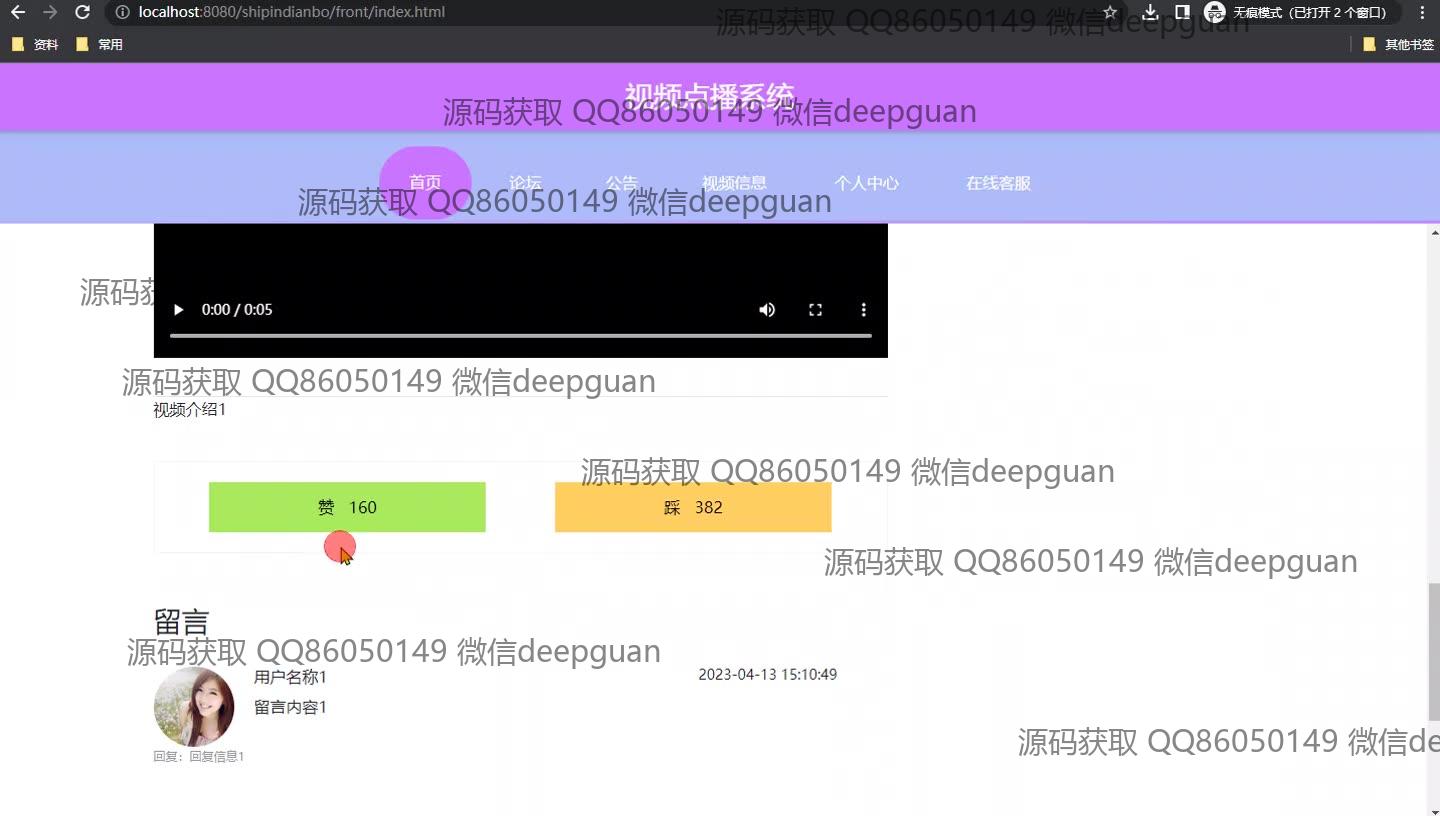 localhost:8080/shipindianbo/front/index.html
无痕模式（已打开 2 个窗口）
源码获取 QQ86050149 微信deepguan
资料
常用
其他书签
视频点播系统
源码获取 QQ86050149 微信deepguan
首页
论坛
公告
视频信息
个人中心
在线客服
源码获取 QQ86050149 微信deepguan
源码获
0:00 / 0:05
源码获取 QQ86050149 微信deepguan
视频介绍1
源码获取 QQ86050149 微信deepguan
赞 160
踩 382
源码获取 QQ86050149 微信deepguan
留言
源码获取 QQ86050149 微信deepguan
用户名称1
2023-04-13 15:10:49
留言内容1
源码获取 QQ86050149 微信de
回复：回复信息1